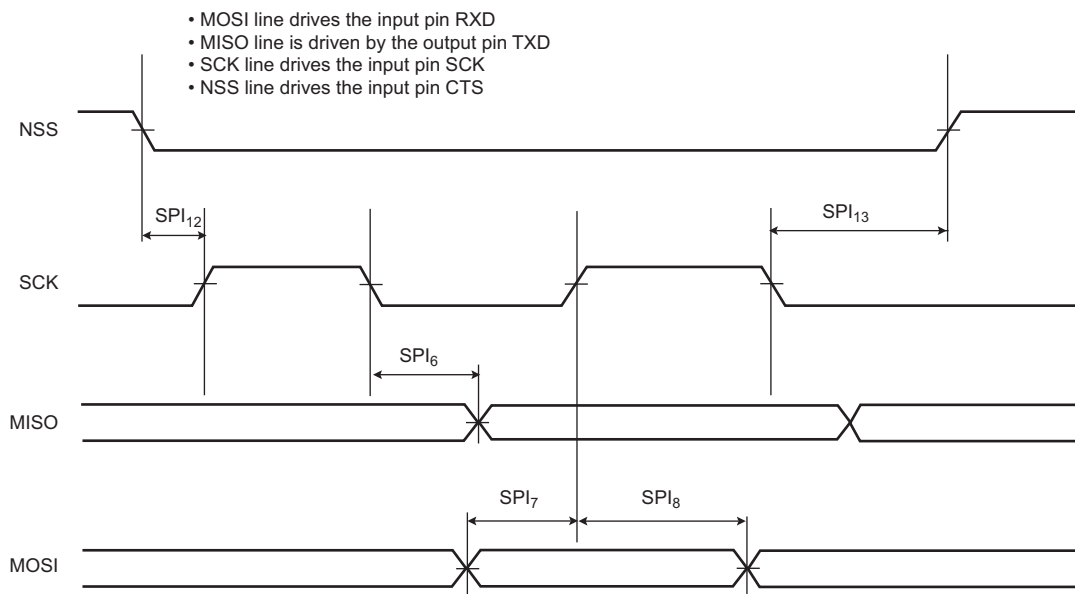 • MOSI line drives the input pin RXD
• MISO line is driven by the output pin TXD
• SCK line drives the input pin SCK
• NSS line drives the input pin CTS
NSS
SPI12
SPI13
SCK
SPI6
MISO
SPI7
SPI8
MOSI